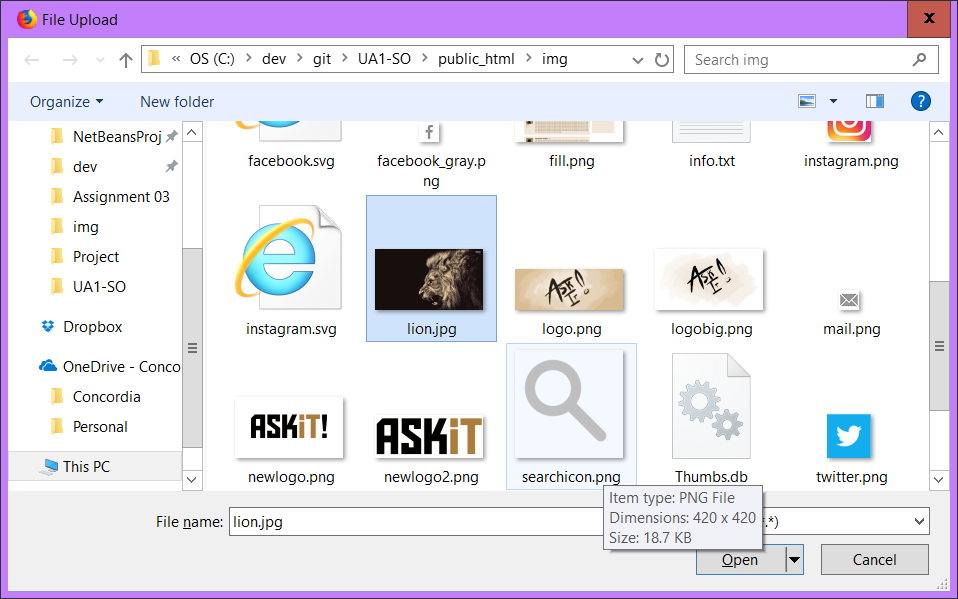 File Upload
« OS (C:) > dev > git > UA1-SO > public_html > img
Search img
Organize
New folder
?
NetBeansProj
dev
Assignment 03
img
Project
UA1-SO
Dropbox
OneDrive - Conco
Concordia
Personal
This PC
facebook.svg
facebook_gray.p
ng
fill.png
info.txt
instagram.png
instagram.svg
lion.jpg
ASK
it!
logo.png
ASK
it!
logobig.png
mail.png
ASKiT!
newlogo.png
ASKiT
newlogo2.png
searchicon.png
Thumbs.db
twitter.png
Item type: PNG File
Dimensions: 420 x 420
Size: 18.7 KB
File name:
lion.jpg
.*)
Open
Cancel